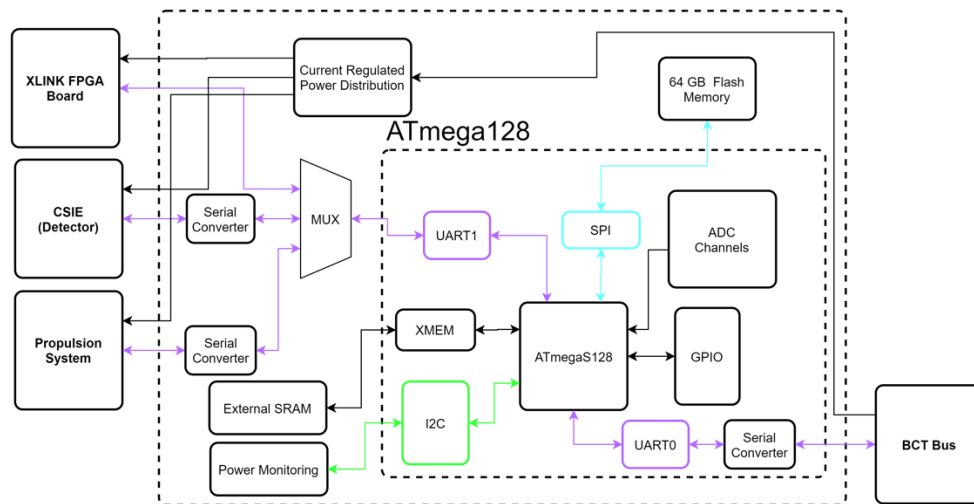 XLINK FPGA
Board
Current Regulated
Power Distribution
64 GB Flash
Memory
ATmega128
CSIE
(Detector)
Serial
Converter
MUX
UART1
SPI
ADC
Channels
Propulsion
System
Serial
Converter
XMEM
ATmegaS128
GPIO
External SRAM
I2C
Power Monitoring
UART0
Serial
Converter
BCT Bus